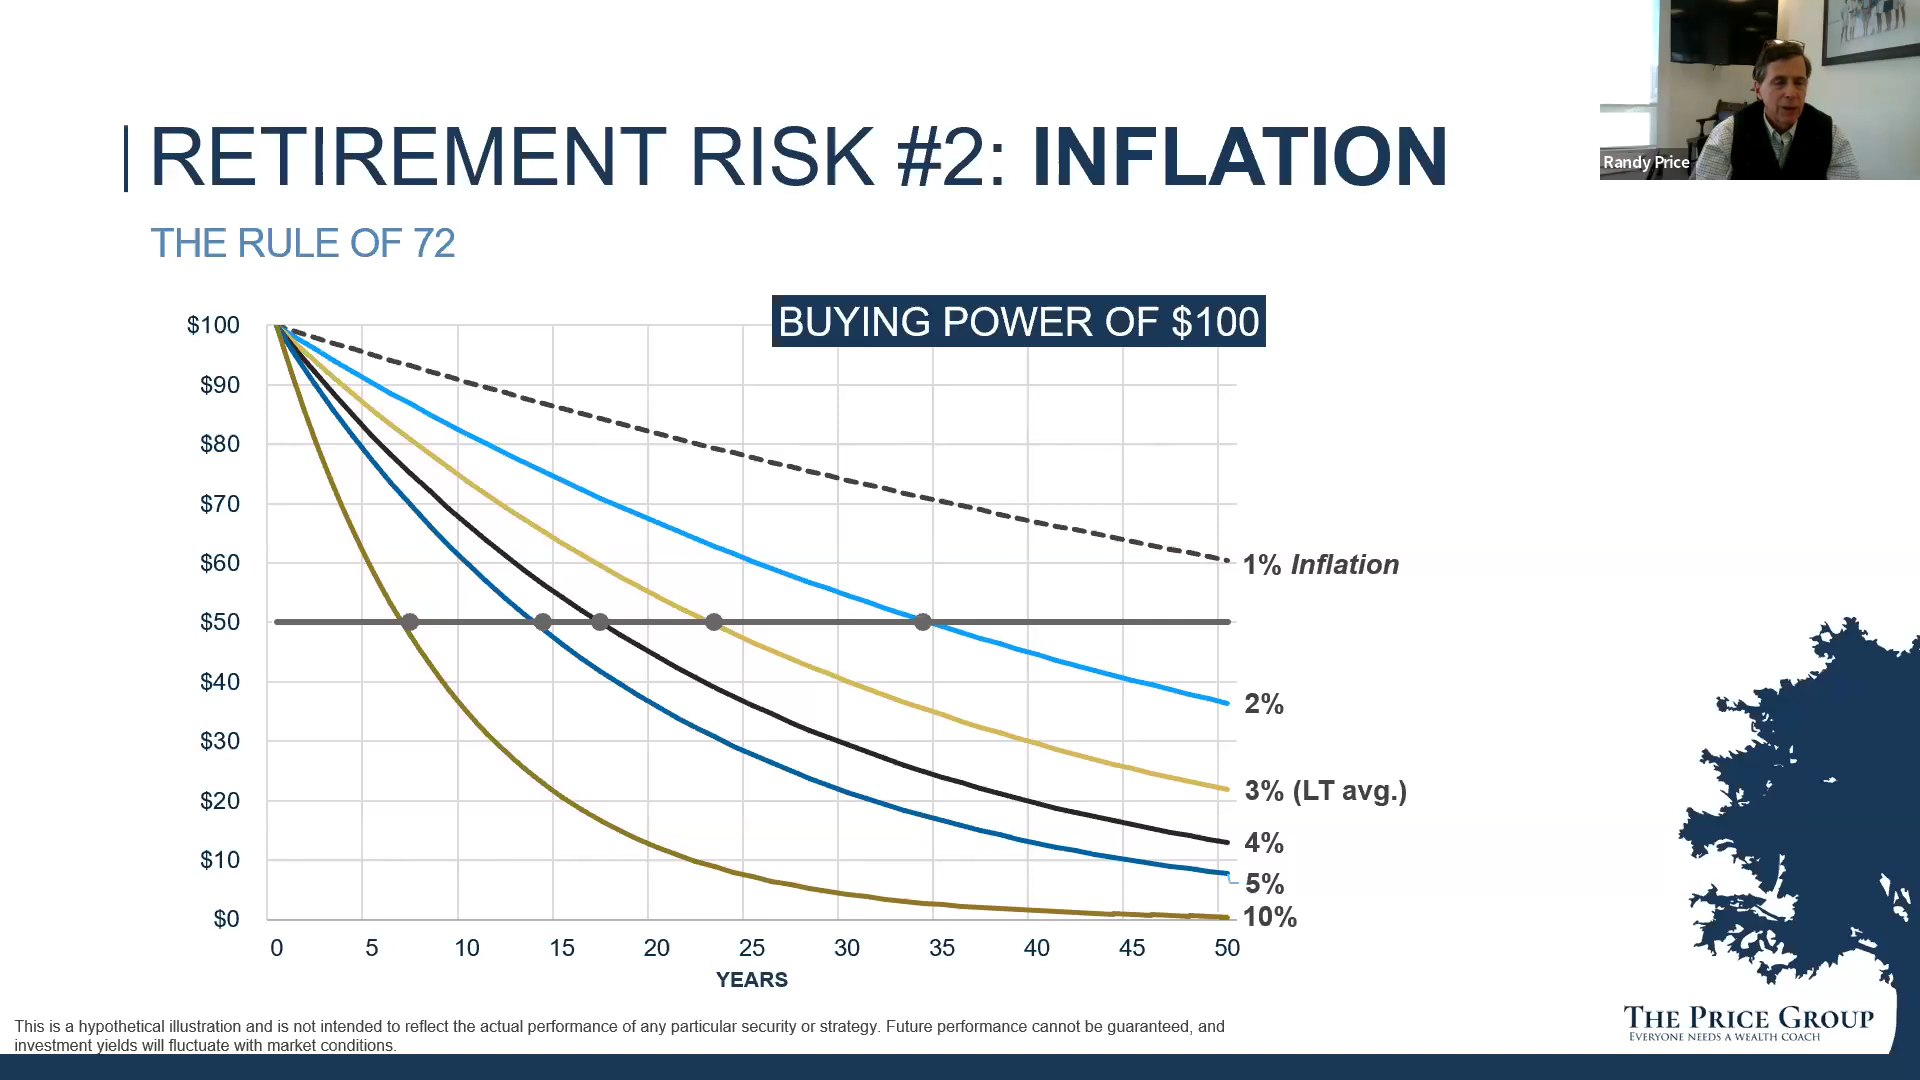 RETIREMENT RISK #2: INFLATION
Randy Price
THE RULE OF 72
BUYING POWER OF $100
$100
$90
$80
$70
$60
$50
$40
$30
$20
$10
$0
1% Inflation
2%
3% (LT avg.)
4%
5%
10%
0 5 10 15 20 25 30 35 40 45 50
YEARS
This is a hypothetical illustration and is not intended to reflect the actual performance of any particular security or strategy. Future performance cannot be guaranteed, and
investment yields will fluctuate with market conditions.
THE PRICE GROUP
EVERYONE NEEDS A WEALTH COACH